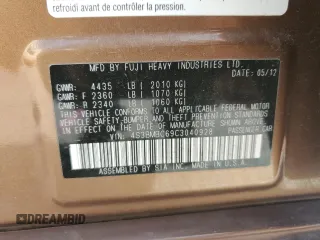 refroidi avant de contrôler la pression.
MFD. BY FUJI HEAVY INDUSTRIES LTD.
GVWR: 4435 LB ( 2010 KG) DATE: 05/12
GAWR: F 2360 LB ( 1070 KG)
GAWR: R 2340 LB ( 1060 KG)
THIS VEHICLE CONFORMS TO ALL APPLICABLE FEDERAL MOTOR
VEHICLE SAFETY, BUMPER, AND THEFT PREVENTION STANDARDS
IN EFFECT ON THE DATE OF MANUFACTURE SHOWN ABOVE.
VIN: 4S3BMBC69C3040928 PASSENGER CAR
ASSEMBLED BY SIA INC. MADE IN U.S.A.
DREAMBID